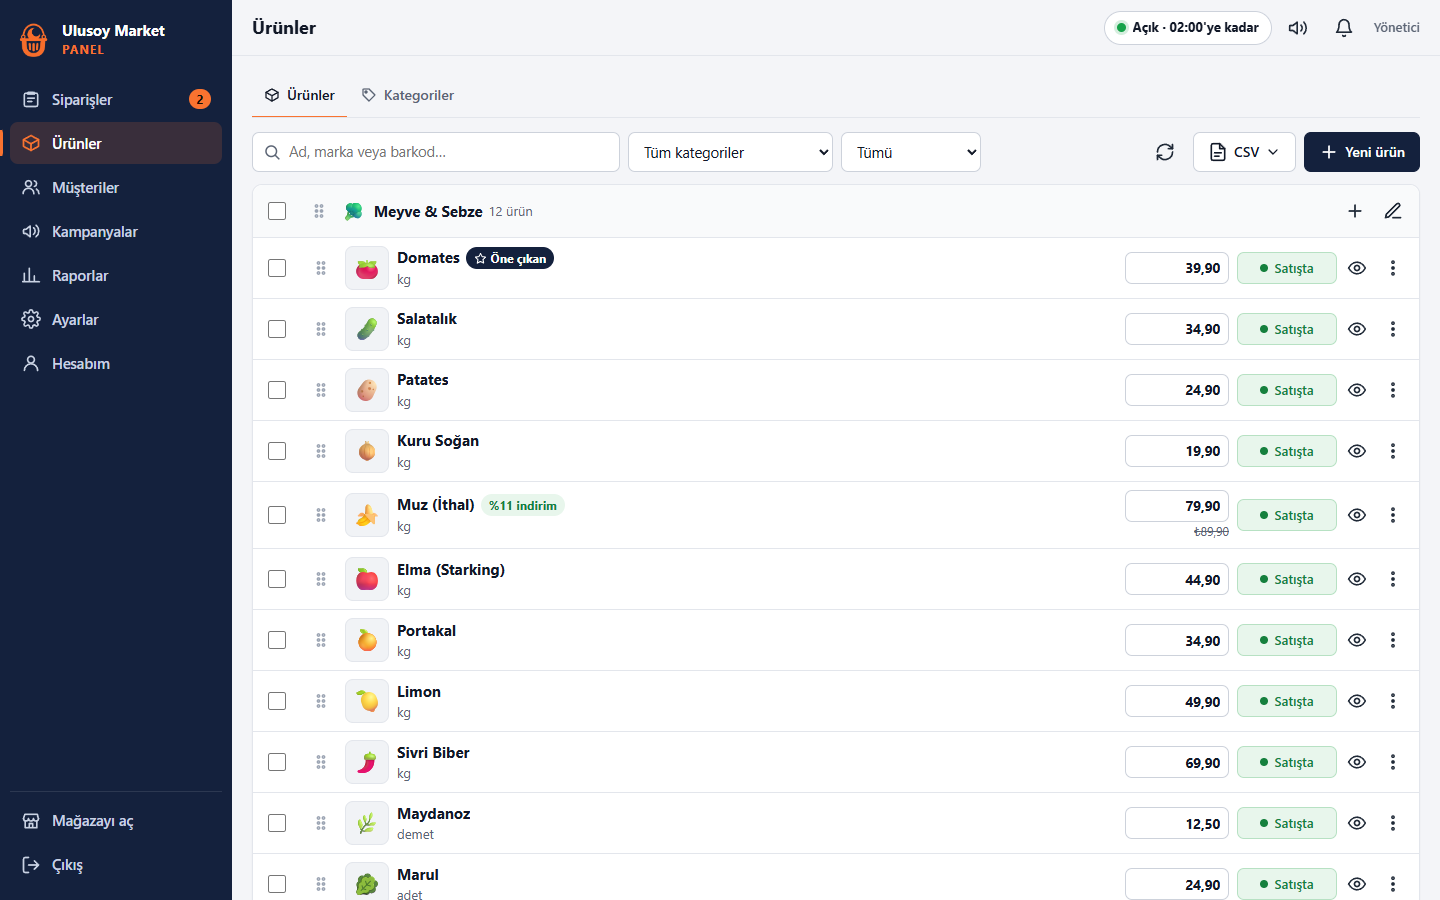 Ulusoy Market
PANEL
Siparişler 2
Ürünler
Müşteriler
Kampanyalar
Raporlar
Ayarlar
Hesabım
Mağazayı aç
Çıkış
Ürünler
Açık · 02:00'ye kadar
Yönetici
Ürünler Kategoriler
Ad, marka veya barkod... Tüm kategoriler Tümü CSV Yeni ürün
Meyve & Sebze 12 ürün
Domates Öne çıkan
kg
39,90 Satışta
Salatalık
kg
34,90 Satışta
Patates
kg
24,90 Satışta
Kuru Soğan
kg
19,90 Satışta
Muz (İthal) %11 indirim
kg
79,90 Satışta
₺89,90
Elma (Starking)
kg
44,90 Satışta
Portakal
kg
34,90 Satışta
Limon
kg
49,90 Satışta
Sivri Biber
kg
69,90 Satışta
Maydanoz
demet
12,50 Satışta
Marul
adet
24,90 Satışta